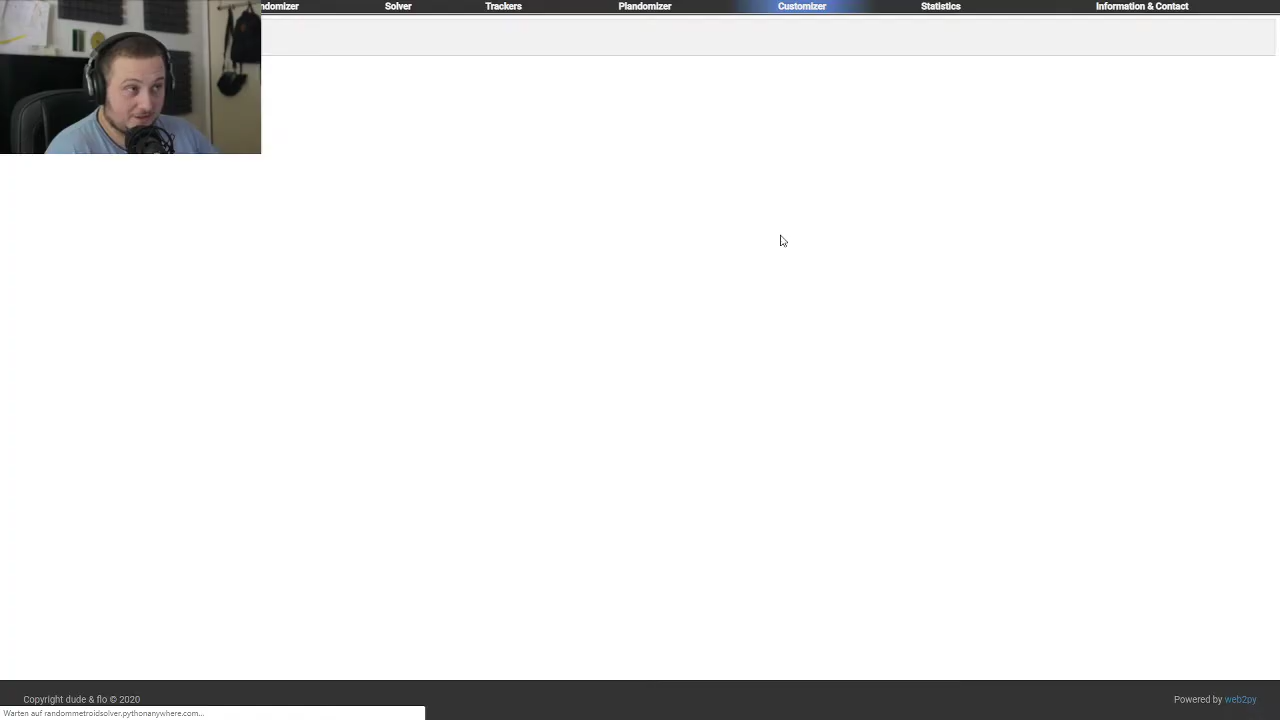 ndomizer Solver Trackers Plandomizer Customizer Statistics Information & Contact
Copyright dude & flo © 2020 Powered by web2py
Warten auf randommetroidsolver.pythonanywhere.com...